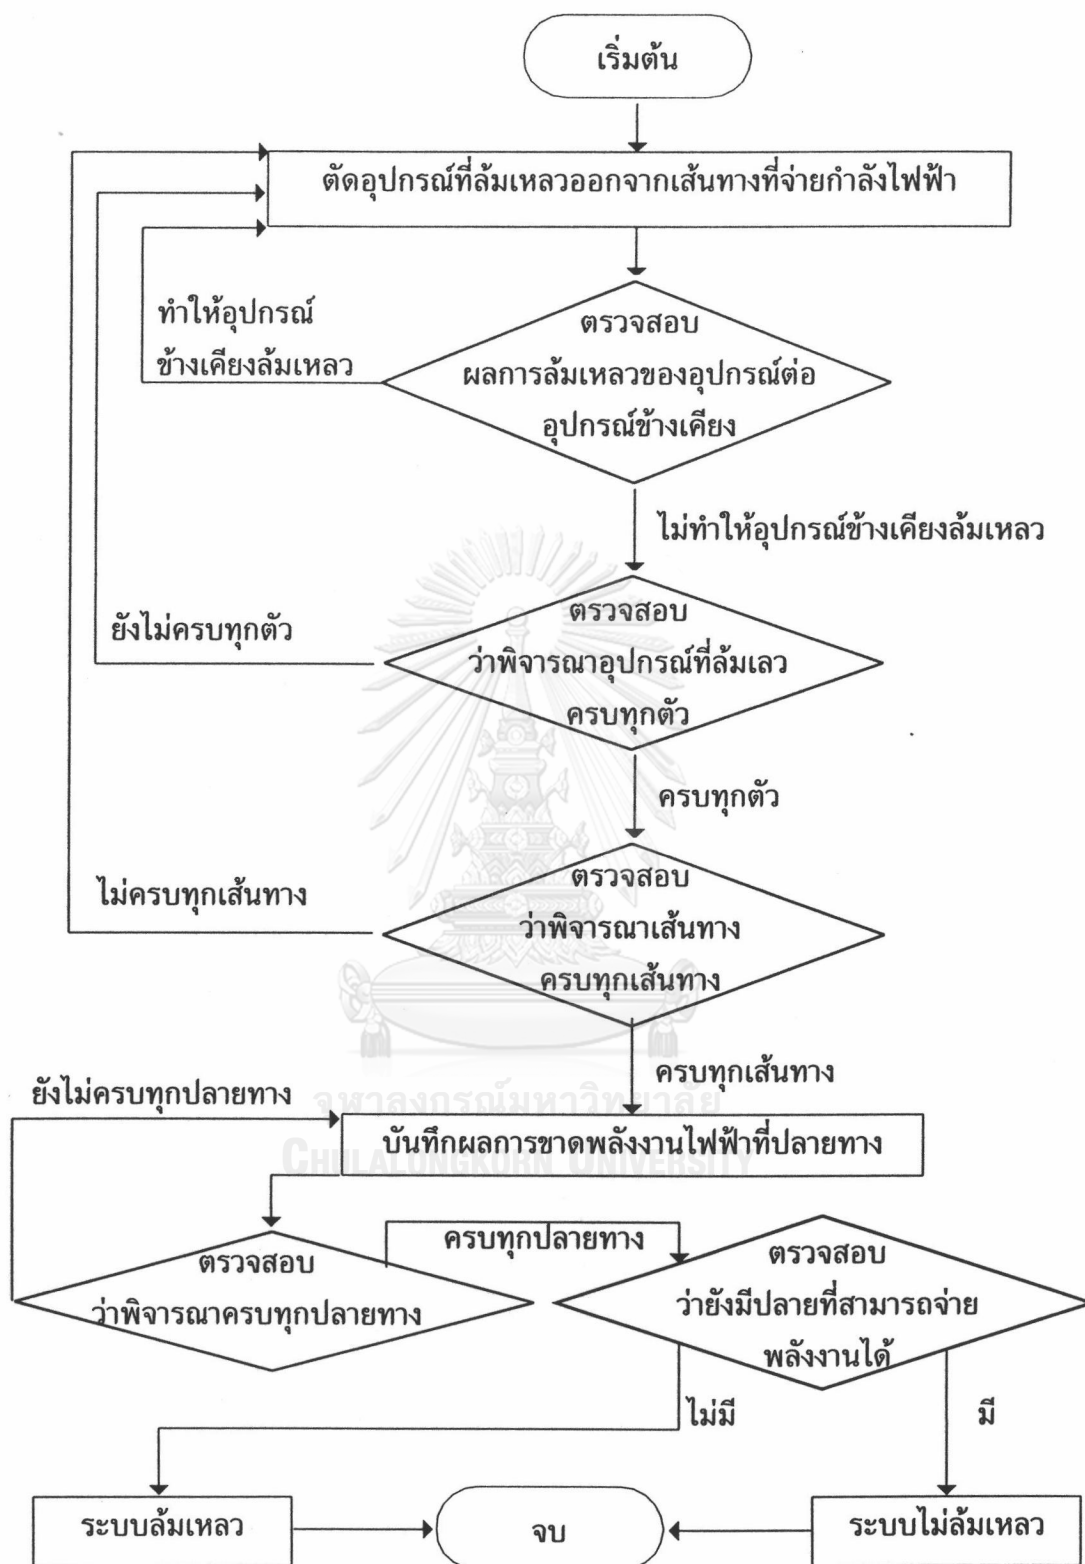 เริ่มต้น
ตัดอุปกรณ์ที่ล้มเหลวออกจากเส้นทางที่จ่ายกำลังไฟฟ้า
ทำให้อุปกรณ์
ข้างเคียงล้มเหลว
ตรวจสอบ
ผลการล้มเหลวของอุปกรณ์ต่อ
อุปกรณ์ข้างเคียง
ไม่ทำให้อุปกรณ์ข้างเคียงล้มเหลว
ยังไม่ครบทุกตัว
ตรวจสอบ
ว่าพิจารณาอุปกรณ์ที่ล้มเลว
ครบทุกตัว
ครบทุกตัว
ไม่ครบทุกเส้นทาง
ตรวจสอบ
ว่าพิจารณาเส้นทาง
ครบทุกเส้นทาง
ครบทุกเส้นทาง
ยังไม่ครบทุกปลายทาง
จุฬาลงกรณ์มหาวิทยาลัย
บันทึกผลการขาดพลังงานไฟฟ้าที่ปลายทาง
CHULALONGKORN UNIVERSITY
ครบทุกปลายทาง
ตรวจสอบ
ว่าพิจารณาครบทุกปลายทาง
ตรวจสอบ
ว่ายังมีปลายที่สามารถจ่าย
พลังงานได้
ไม่มี
มี
ระบบล้มเหลว
จบ
ระบบไม่ล้มเหลว